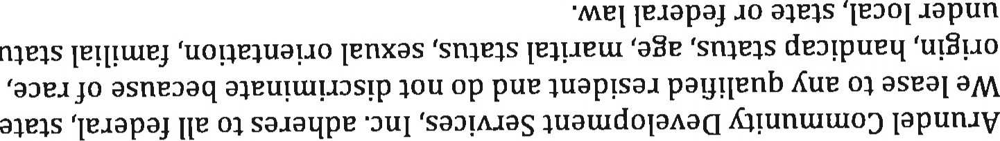 Arundel Community Development Services, Inc. adheres to all federal, state
We lease to any qualified resident and do not discriminate because of race,
origin, handicap status, age, marital status, sexual orientation, familial statu
under local, state or federal law.